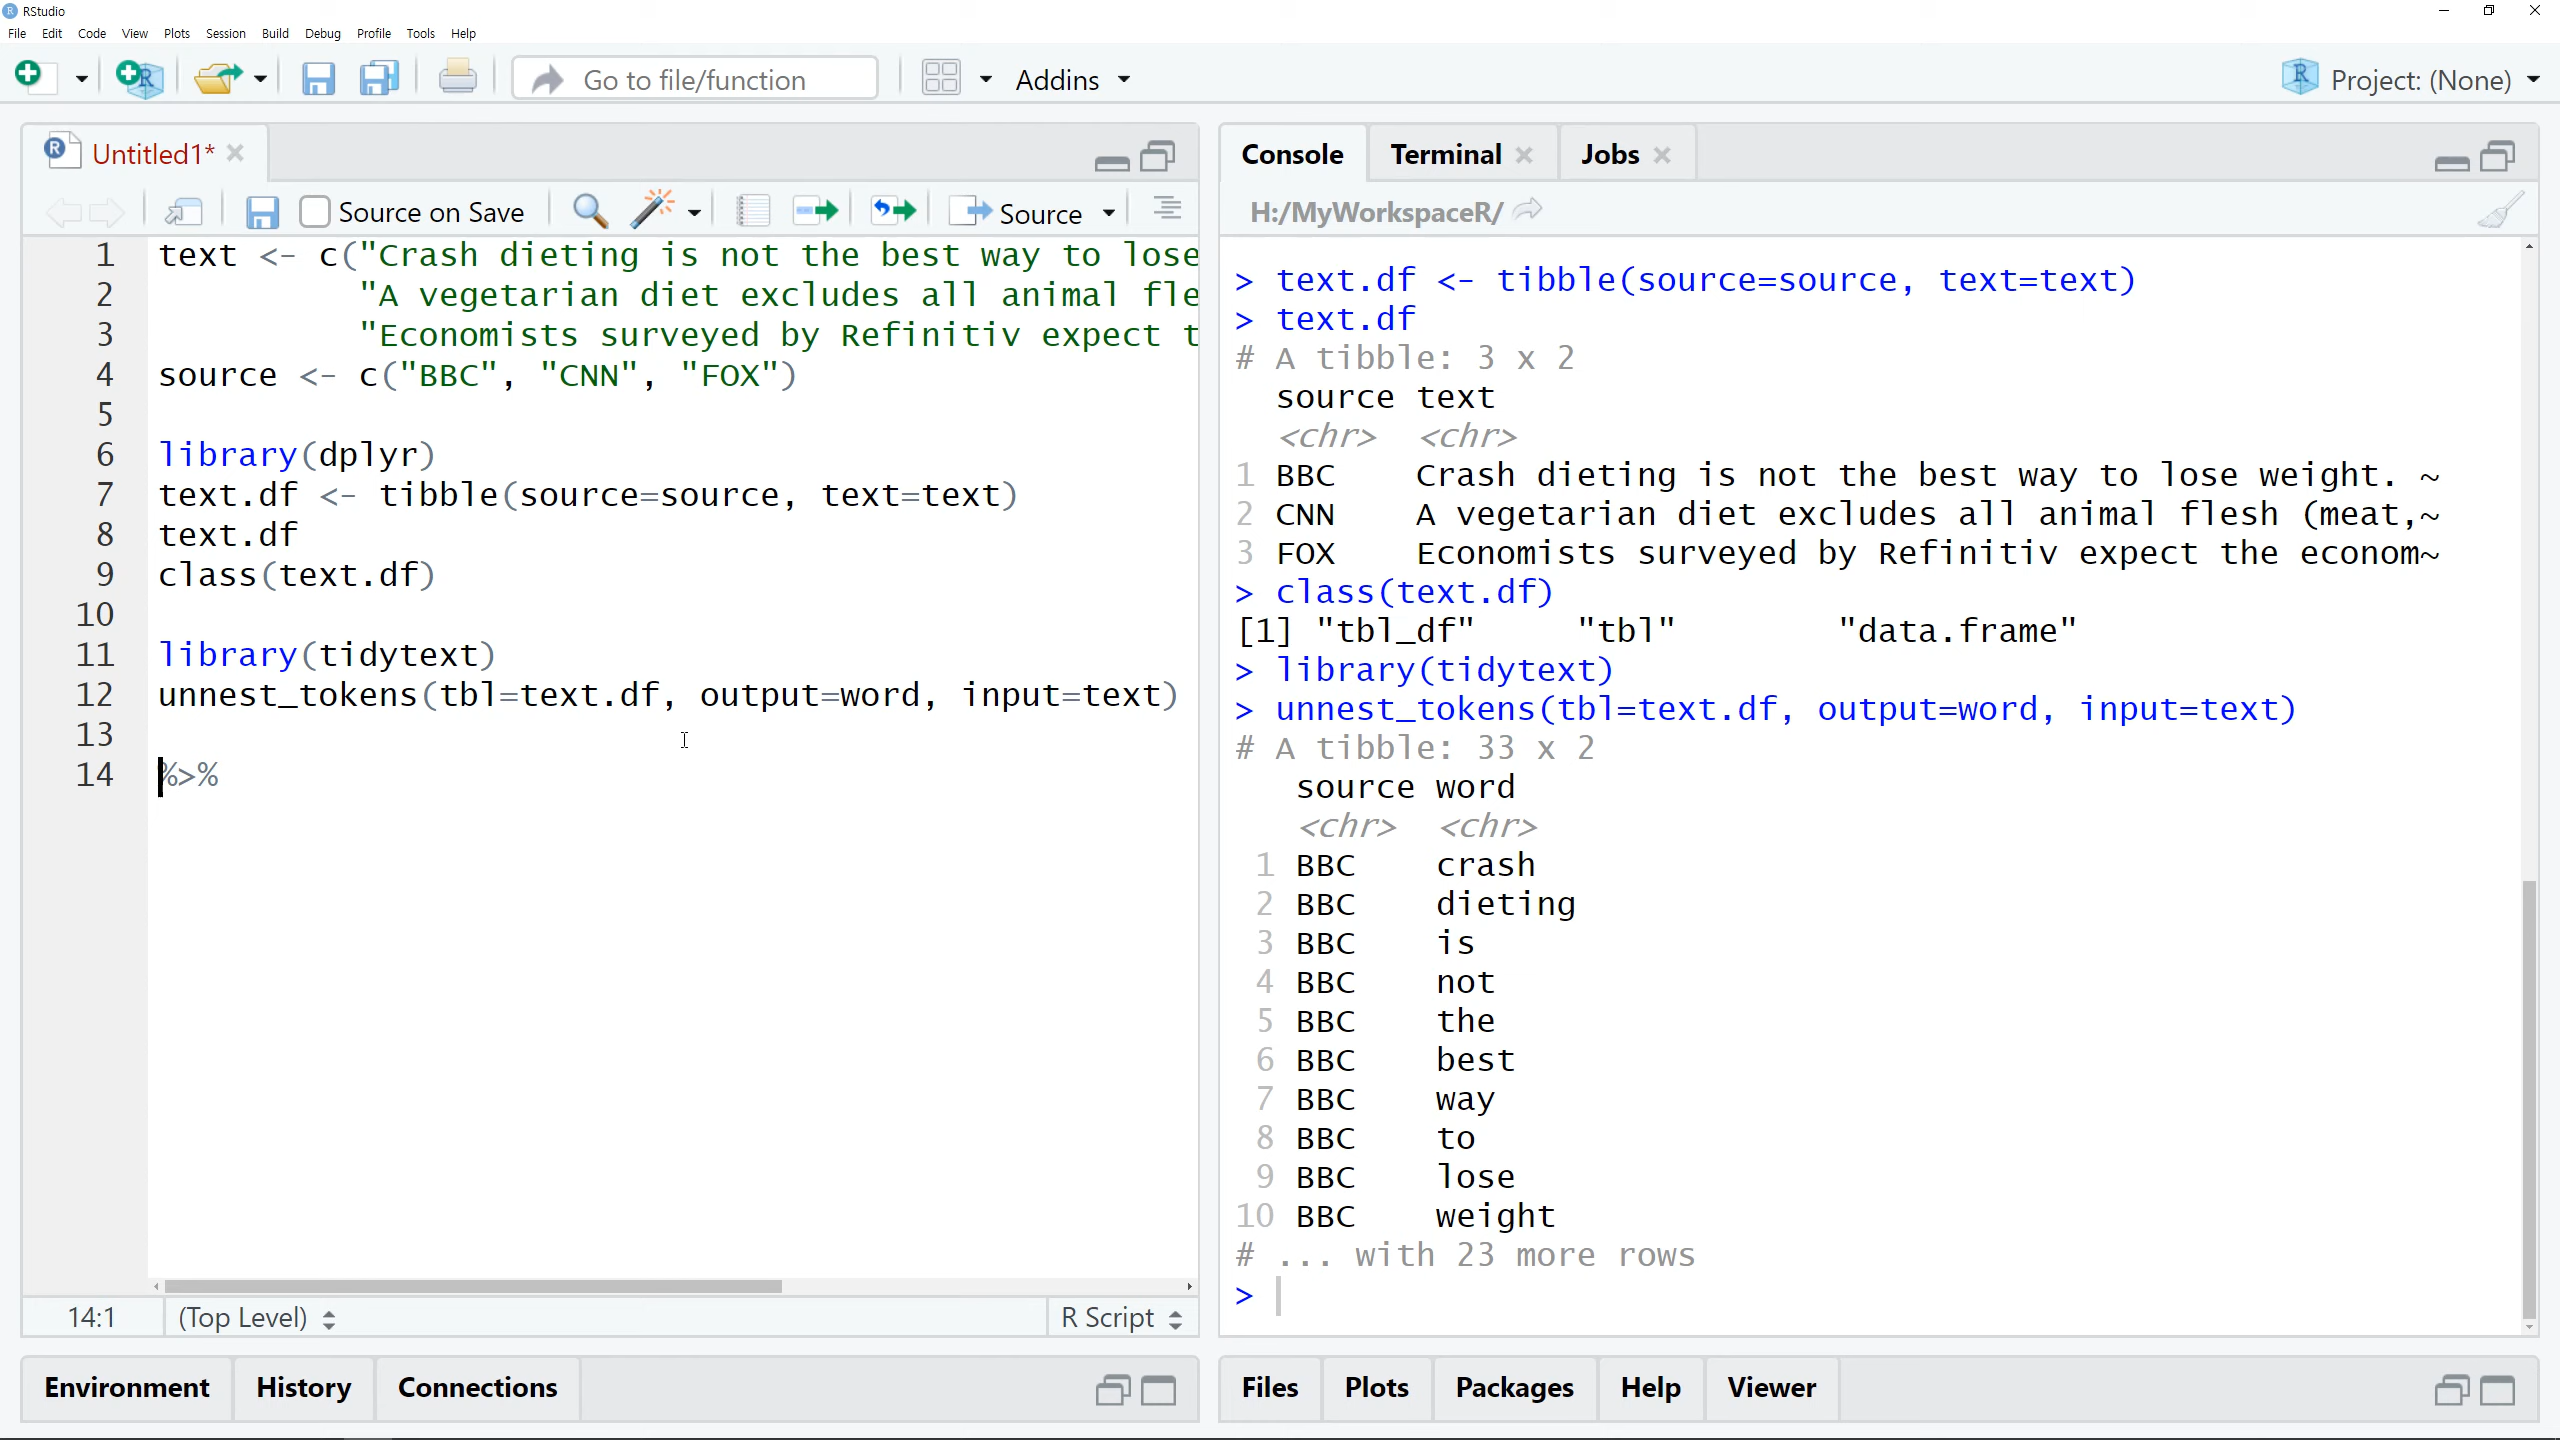 RStudio
File Edit Code View Plots Session Build Debug Profile Tools Help
Go to file/function Addins Project: (None)
Untitled1*
Source on Save Source
1 text <- c("Crash dieting is not the best way to lose
2 "A vegetarian diet excludes all animal fle
3 "Economists surveyed by Refinitiv expect t
4 source <- c("BBC", "CNN", "FOX")
5
6 library(dplyr)
7 text.df <- tibble(source=source, text=text)
8 text.df
9 class(text.df)
10
11 library(tidytext)
12 unnest_tokens(tbl=text.df, output=word, input=text)
13
14 %>%
14:1 (Top Level) R Script
Environment History Connections
Console Terminal Jobs
H:/MyWorkspaceR/
> text.df <- tibble(source=source, text=text)
> text.df
# A tibble: 3 x 2
source text
<chr> <chr>
1 BBC Crash dieting is not the best way to lose weight. ~
2 CNN A vegetarian diet excludes all animal flesh (meat,~
3 FOX Economists surveyed by Refinitiv expect the econom~
> class(text.df)
[1] "tbl_df" "tbl" "data.frame"
> library(tidytext)
> unnest_tokens(tbl=text.df, output=word, input=text)
# A tibble: 33 x 2
source word
<chr> <chr>
1 BBC crash
2 BBC dieting
3 BBC is
4 BBC not
5 BBC the
6 BBC best
7 BBC way
8 BBC to
9 BBC lose
10 BBC weight
# ... with 23 more rows
>
Files Plots Packages Help Viewer